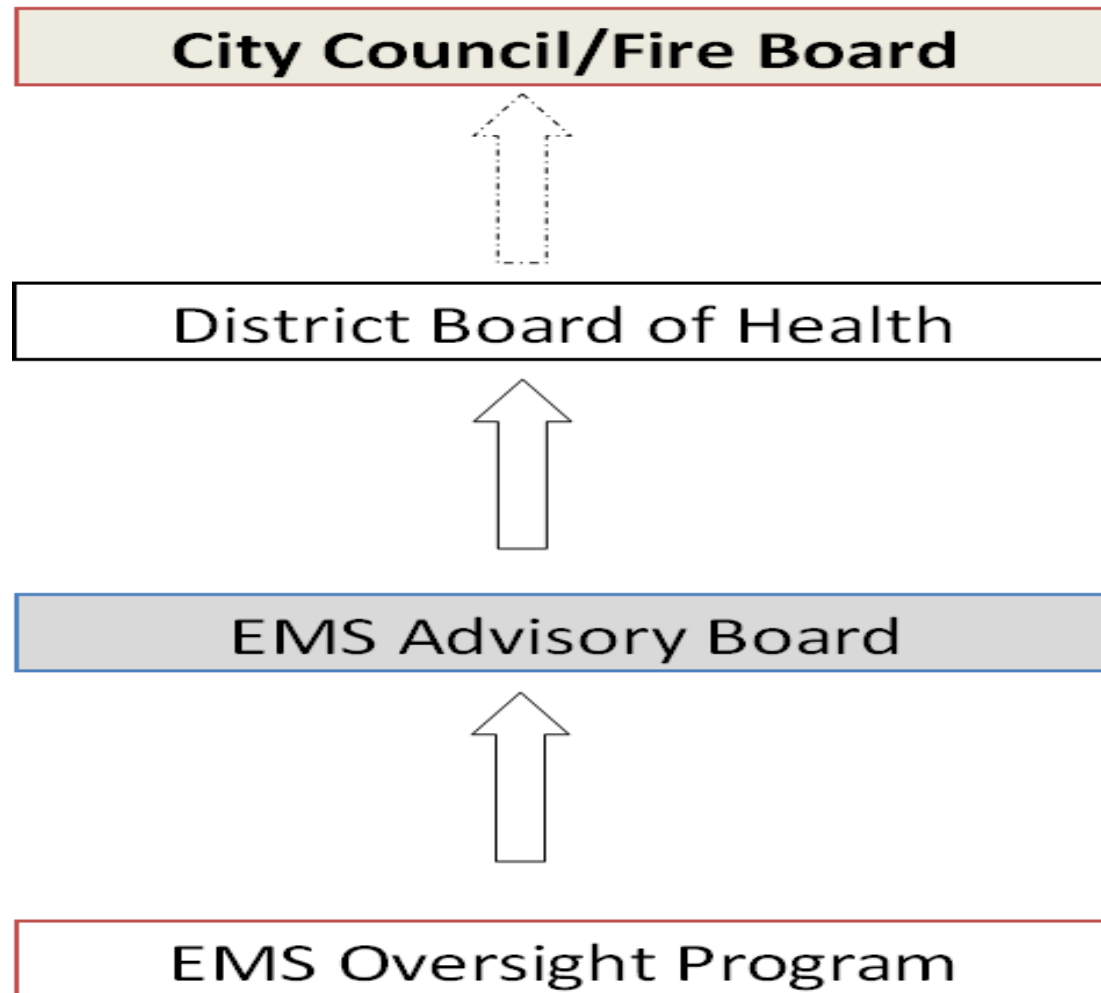 City Council/Fire Board
District Board of Health
EMS Advisory Board
EMS Oversight Program